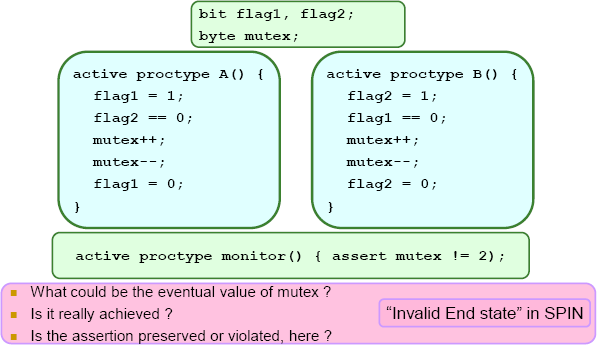 bit flag1, flag2;
byte mutex;
active proctype A() {
flag1 = 1;
flag2 == 0;
mutex++;
mutex--;
flag1 = 0;
}
active proctype B() {
flag2 = 1;
flag1 == 0;
mutex++;
mutex--;
flag2 = 0;
}
active proctype monitor() { assert mutex != 2);
What could be the eventual value of mutex ?
Is it really achieved ?
Is the assertion preserved or violated, here ?
“Invalid End state” in SPIN